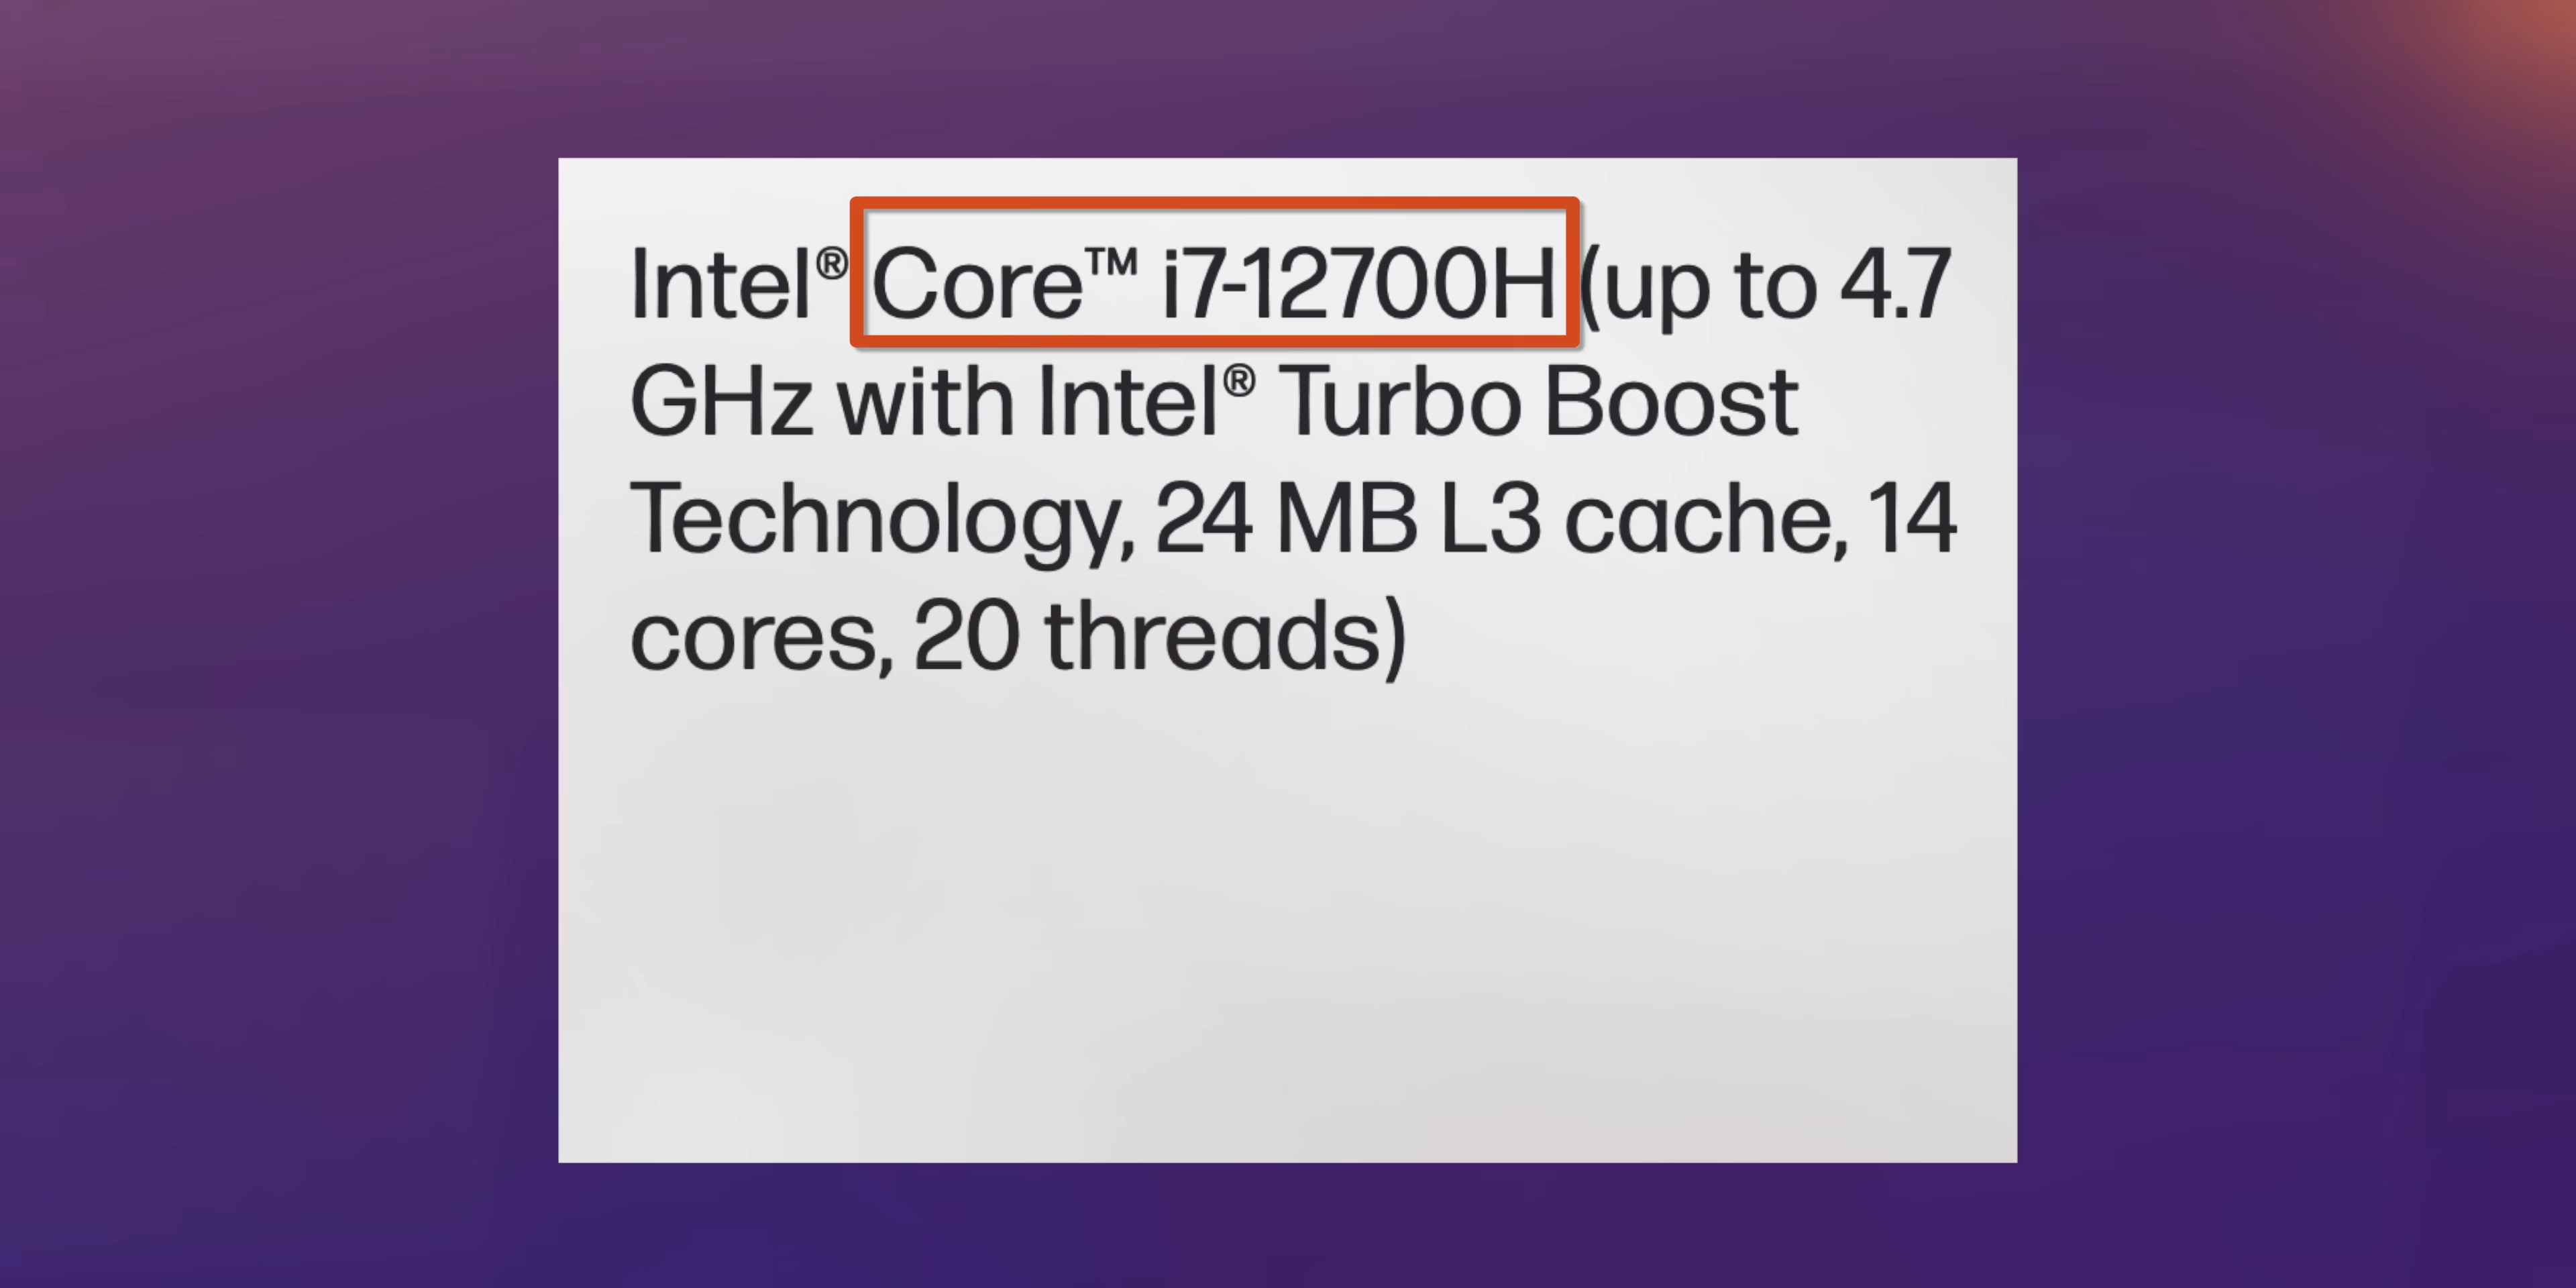 Intel® Core™ i7-12700H (up to 4.7
GHz with Intel® Turbo Boost
Technology, 24 MB L3 cache, 14
cores, 20 threads)